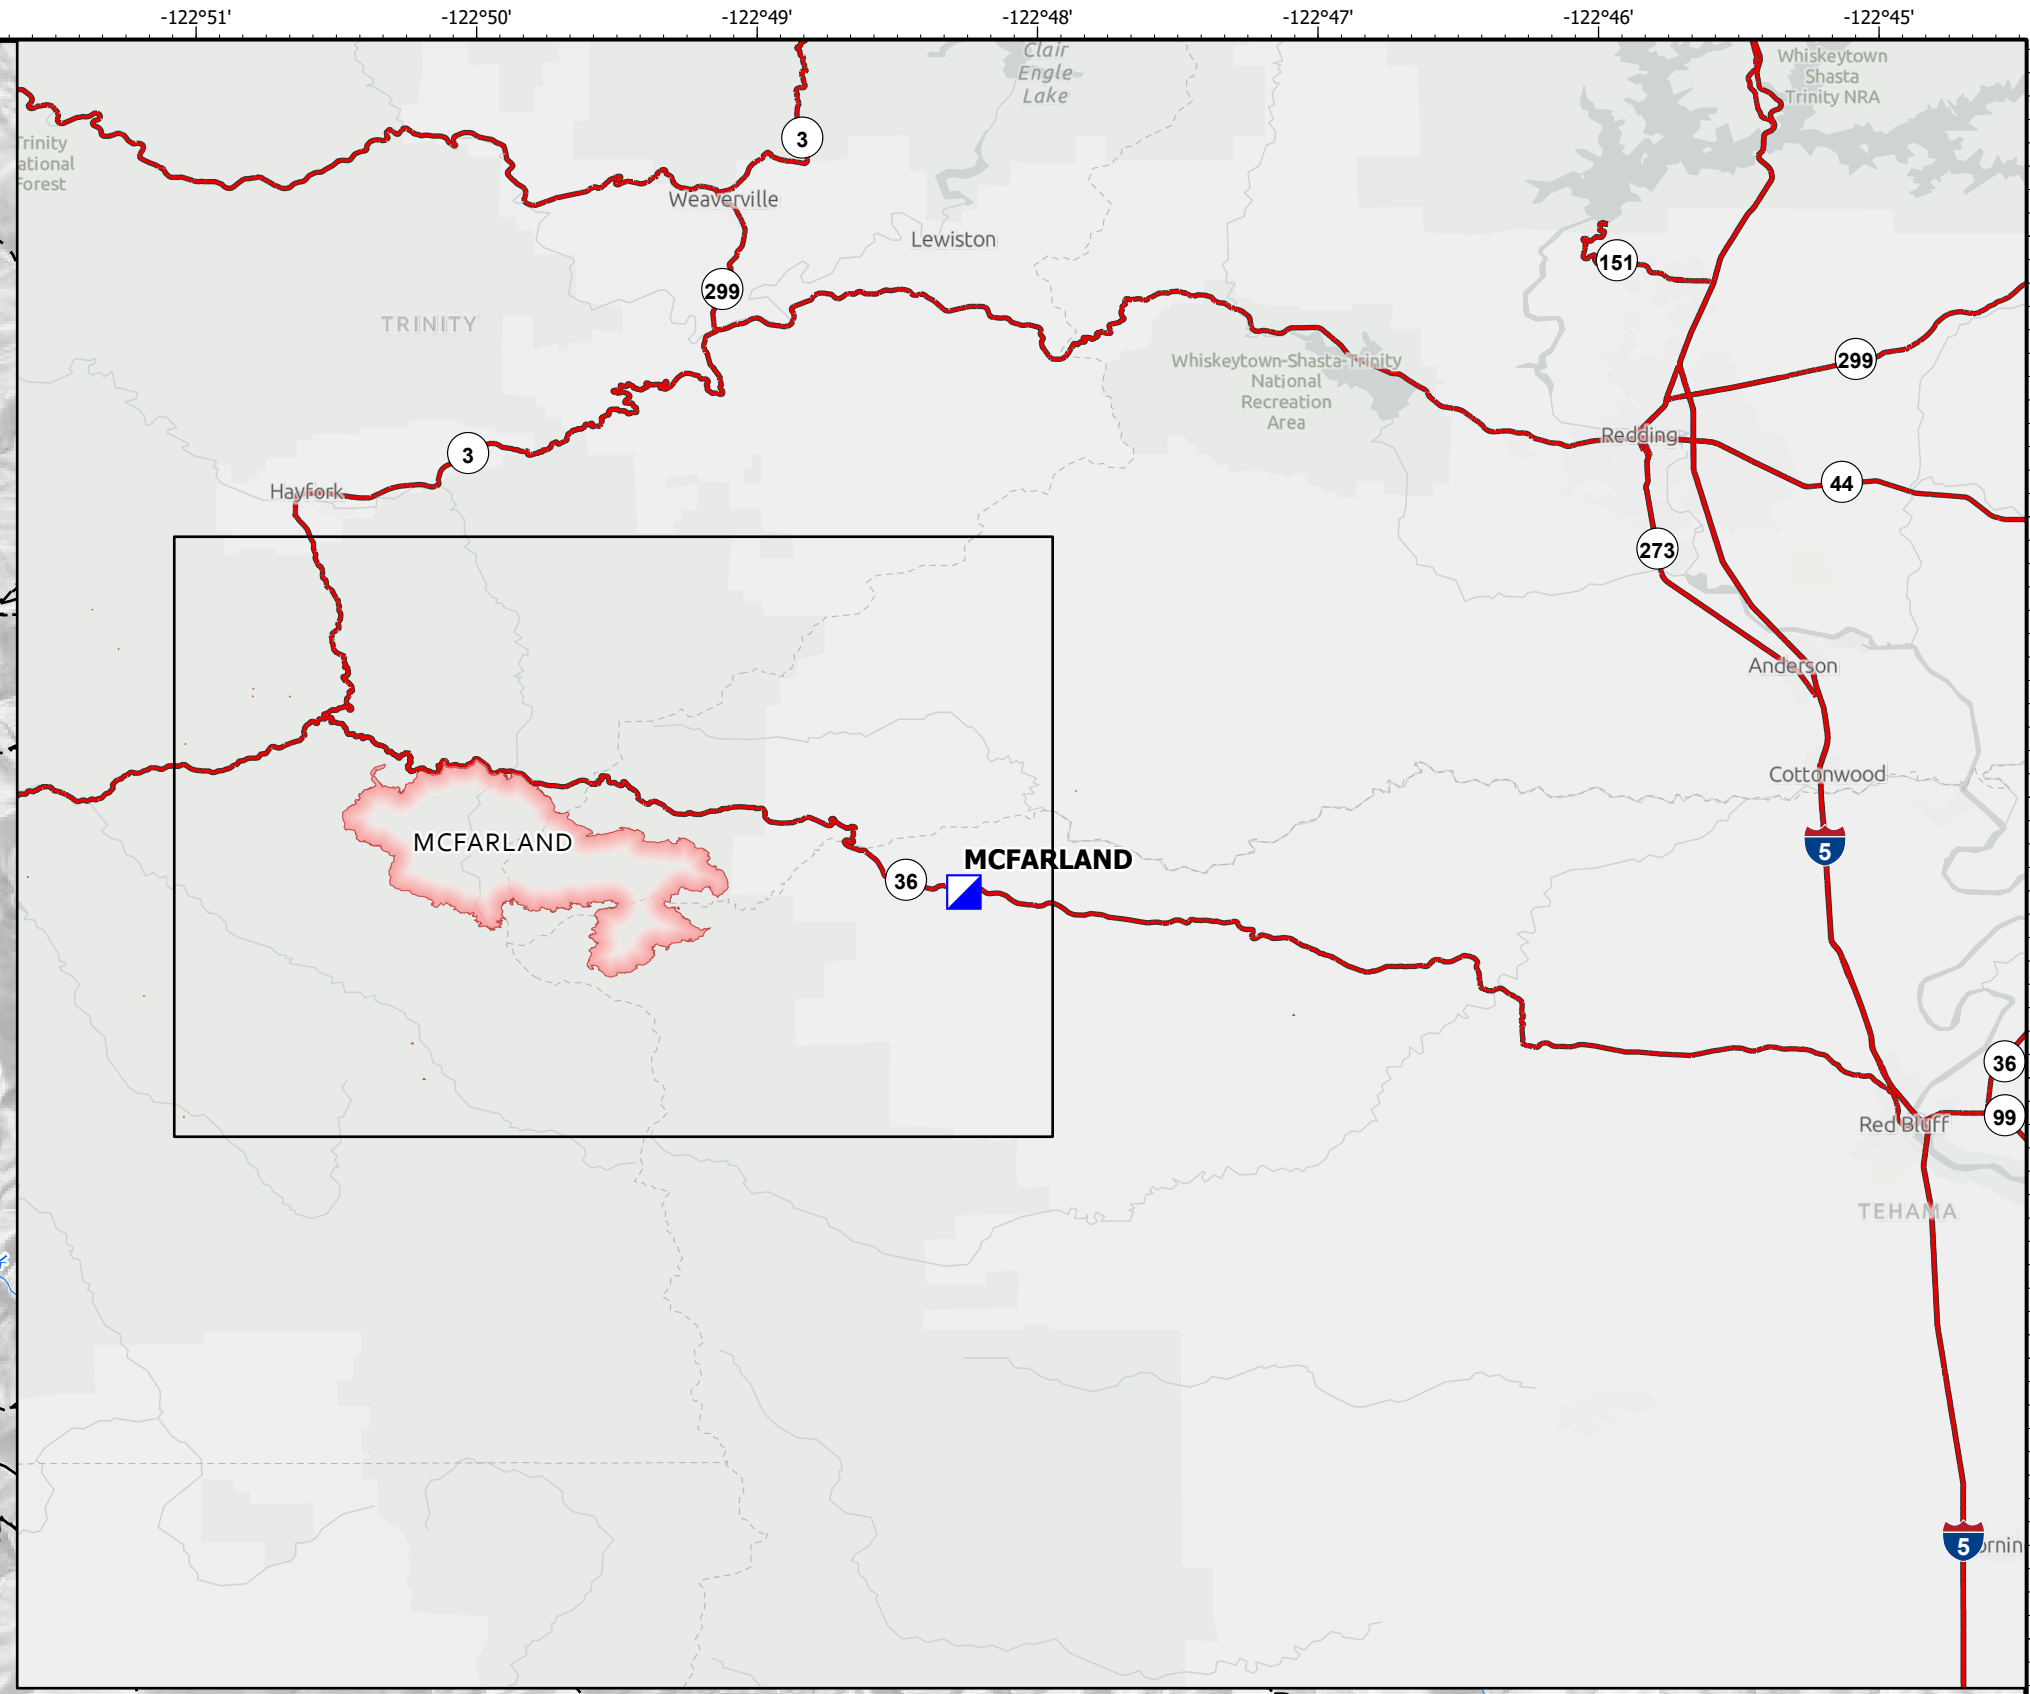 -122°51' -122°50' -122°49' -122°48' -122°47' -122°46' -122°45'
Clair
Engle
Lake
Whiskeytown
Shasta
Trinity NRA
3
Trinity
ational
Forest
Weaverville
Lewiston
151
299
TRINITY
Whiskeytown-Shasta-Trinity
National
Recreation
Area
299
Redding
3
44
Hayfork
273
Anderson
Cottonwood
MCFARLAND
5
MCFARLAND
36
36
99
Red Bluff
TEHAMA
5
ornin